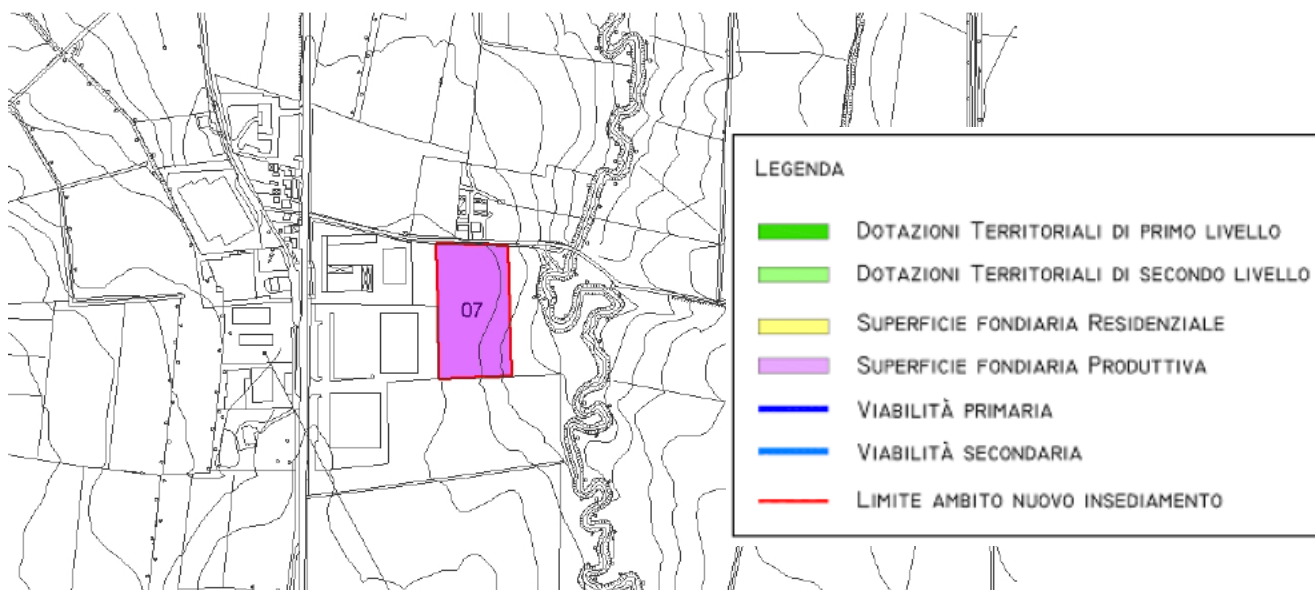 LEGENDA
DOTAZIONI TERRITORIALI DI PRIMO LIVELLO
DOTAZIONI TERRITORIALI DI SECONDO LIVELLO
07
SUPERFICIE FONDIARIA RESIDENZIALE
SUPERFICIE FONDIARIA PRODUTTIVA
VIABILITÀ PRIMARIA
VIABILITÀ SECONDARIA
LIMITE AMBITO NUOVO INSEDIAMENTO